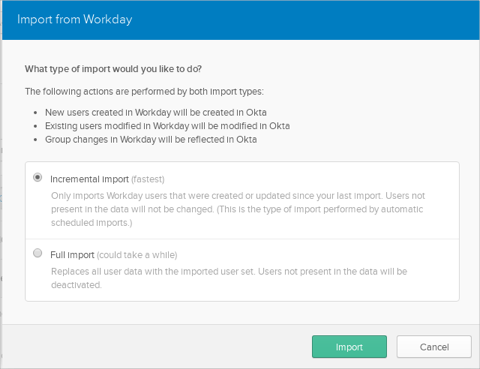 Import from Workday
What type of import would you like to do?
The following actions are performed by both import types:
• New users created in Workday will be created in Okta
• Existing users modified in Workday will be modified in Okta
• Group changes in Workday will be reflected in Okta
Incremental import (fastest)
Only imports Workday users that were created or updated since your last import. Users not
present in the data will not be changed. (This is the type of import performed by automatic
scheduled imports.)
Full import (could take a while)
Replaces all user data with the imported user set. Users not present in the data will be
deactivated.
Import Cancel